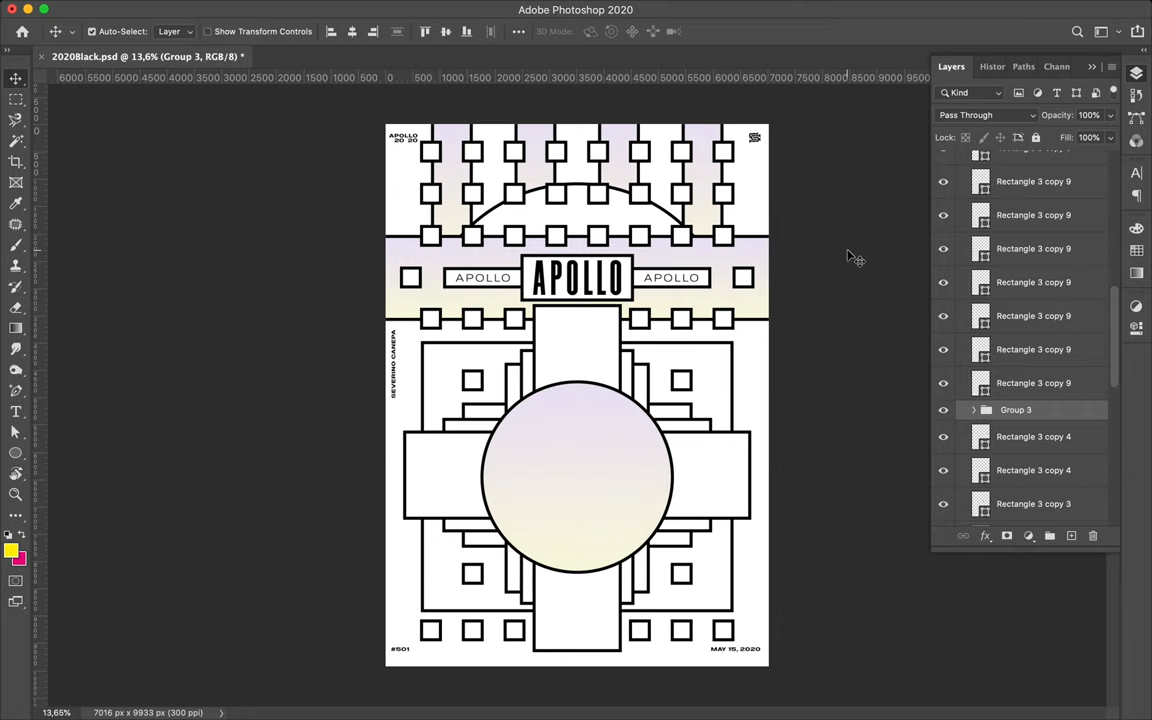 Adobe Photoshop 2020
Auto-Select: Layer Show Transform Controls 3D Mode:
2020Black.psd @ 13,6% (Group 3, RGB/8) *
6000 5500 5000 4500 4000 3500 3000 2500 2000 1500 1000 500 0 500 1000 1500 2000 2500 3000 3500 4000 4500 5000 5500 6000 6500 7000 7500 8000 8500 9000 9500
Layers Histor Paths Chann
Kind
Pass Through Opacity: 100%
Lock: Fill: 100%
Rectangle 3 copy 9
Rectangle 3 copy 9
Rectangle 3 copy 9
Rectangle 3 copy 9
Rectangle 3 copy 9
Rectangle 3 copy 9
Rectangle 3 copy 9
Group 3
Rectangle 3 copy 4
Rectangle 3 copy 4
Rectangle 3 copy 3
fx
APOLLO
20 20
APOLLO
APOLLO
APOLLO
SEVERINO CANEPA
#501
MAY 15, 2020
13,65% 7016 px x 9933 px (300 ppi)